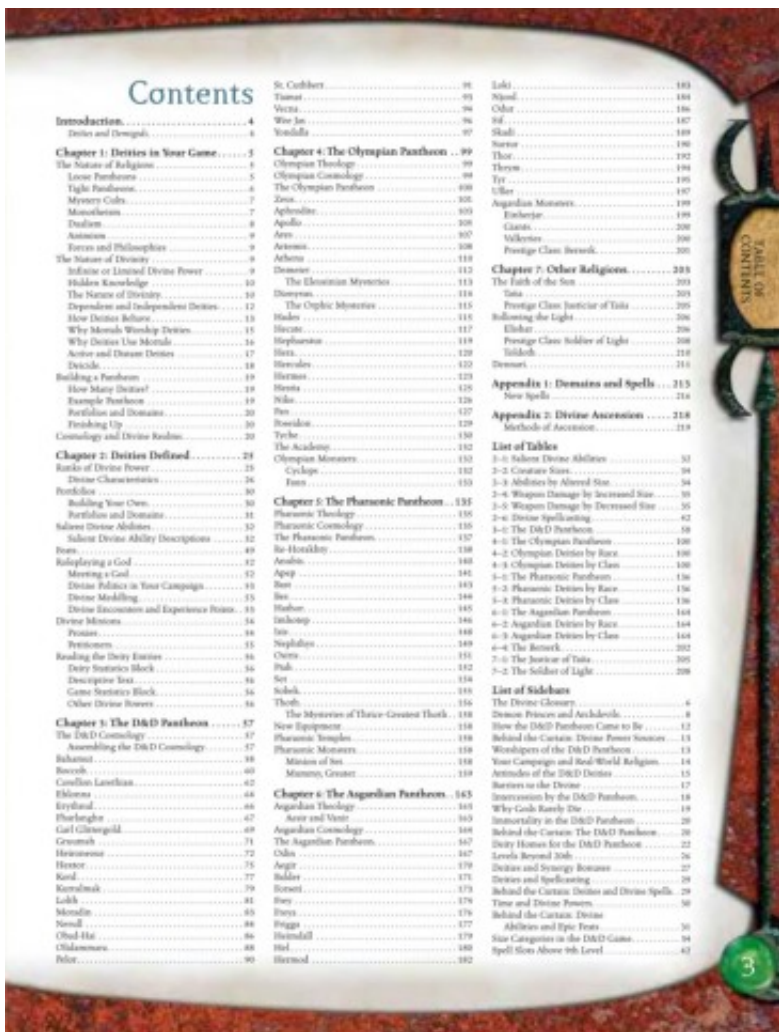 Contents
Introduction 4
Deities and Demigods 4
Chapter 1: Deities in Your Game 5
The Nature of Religions 5
Loose Pantheons 5
Tight Pantheons 6
Mystery Cults 7
Monotheism 7
Dualism 8
Animism 9
Forces and Philosophies 9
The Nature of Divinity 9
Infinite or Limited Divine Power 9
Hidden Knowledge 10
The Nature of Divinity 10
Dependent and Independent Deities 12
How Deities Behave 13
Why Mortals Worship Deities 15
Why Deities Use Mortals 16
Active and Distant Deities 17
Deicide 18
Building a Pantheon 19
How Many Deities? 19
Example Pantheon 19
Portfolios and Domains 20
Finishing Up 20
Cosmology and Divine Realms 20
Chapter 2: Deities Defined 25
Ranks of Divine Power 25
Divine Characteristics 26
Portfolios 30
Building Your Own 30
Portfolios and Domains 31
Salient Divine Abilities 32
Salient Divine Ability Descriptions 32
Feats 49
Roleplaying a God 52
Meeting a God 52
Divine Politics in Your Campaign 53
Divine Meddling 53
Divine Encounters and Experience Points 53
Divine Minions 54
Proxies 54
Petitioners 55
Reading the Deity Entries 56
Deity Statistics Block 56
Descriptive Text 56
Game Statistics Block 56
Other Divine Powers 56
Chapter 3: The D&D Pantheon 57
The D&D Cosmology 57
Assembling the D&D Cosmology 57
Bahamut 58
Boccob 60
Corellon Larethian 62
Ehlonna 64
Erythnul 66
Fharlanghn 67
Garl Glittergold 69
Gruumsh 71
Heironeous 72
Hextor 75
Kord 77
Kurtulmak 79
Lolth 81
Moradin 83
Nerull 84
Obad-Hai 86
Olidammara 88
Pelor 90
St. Cuthbert 91
Tiamat 93
Vecna 94
Wee Jas 96
Yondalla 97
Chapter 4: The Olympian Pantheon 99
Olympian Theology 99
Olympian Cosmology 99
The Olympian Pantheon 100
Zeus 101
Aphrodite 103
Apollo 105
Ares 107
Artemis 108
Athena 110
Demeter 112
The Eleusinian Mysteries 113
Dionysus 114
The Orphic Mysteries 115
Hades 115
Hecate 117
Hephaestus 119
Hera 120
Hercules 122
Hermes 123
Hestia 125
Nike 126
Pan 127
Poseidon 129
Tyche 130
The Academy 132
Olympian Monsters 132
Cyclops 132
Faun 133
Chapter 5: The Pharaonic Pantheon 135
Pharaonic Theology 135
Pharaonic Cosmology 135
The Pharaonic Pantheon 137
Re-Horakhty 138
Anubis 140
Apep 141
Bast 143
Bes 144
Hathor 145
Imhotep 146
Isis 148
Nephthys 149
Osiris 151
Ptah 152
Set 154
Sobek 155
Thoth 156
The Mysteries of Thrice-Greatest Thoth 158
New Equipment 158
Pharaonic Temples 158
Pharaonic Monsters 158
Minion of Set 158
Mummy, Greater 159
Chapter 6: The Asgardian Pantheon 163
Asgardian Theology 163
Aesir and Vanir 163
Asgardian Cosmology 164
The Asgardian Pantheon 167
Odin 167
Aegir 170
Balder 171
Forseti 173
Frey 174
Freya 176
Frigga 177
Heimdall 179
Hel 180
Hermod 182
Loki 183
Njord 184
Odur 186
Sif 187
Skadi 189
Surtur 190
Thor 192
Thrym 194
Tyr 195
Uller 197
Asgardian Monsters 199
Einherjar 199
Giants 200
Valkyries 200
Prestige Class: Berserk 201
Chapter 7: Other Religions 203
The Faith of the Sun 203
Taiia 203
Prestige Class: Justiciar of Taiia 205
Following the Light 206
Elishar 206
Prestige Class: Soldier of Light 208
Toldoth 210
Dennari 211
Appendix 1: Domains and Spells 213
New Spells 216
Appendix 2: Divine Ascension 218
Methods of Ascension 219
List of Tables
2–1: Salient Divine Abilities 32
2–2: Creature Sizes 34
2–3: Abilities by Altered Size 34
2–4: Weapon Damage by Increased Size 35
2–5: Weapon Damage by Decreased Size 35
2–6: Divine Spellcasting 42
3–1: The D&D Pantheon 58
4–1: The Olympian Pantheon 100
4–2: Olympian Deities by Race 100
4–3: Olympian Deities by Class 100
5–1: The Pharaonic Pantheon 136
5–2: Pharaonic Deities by Race 136
5–3: Pharaonic Deities by Class 136
6–1: The Asgardian Pantheon 164
6–2: Asgardian Deities by Race 164
6–3: Asgardian Deities by Class 164
6–4: The Berserk 202
7–1: The Justiciar of Taiia 205
7–2: The Soldier of Light 208
List of Sidebars
The Divine Glossary 6
Demon Princes and Archdevils 8
How the D&D Pantheon Came to Be 12
Behind the Curtain: Divine Power Sources 13
Worshipers of the D&D Pantheon 13
Your Campaign and Real-World Religion 14
Attitudes of the D&D Deities 15
Barriers to the Divine 17
Intercession by the D&D Pantheon 18
Why Gods Rarely Die 19
Immortality in the D&D Pantheon 20
Behind the Curtain: The D&D Pantheon 20
Deity Homes for the D&D Pantheon 22
Levels Beyond 20th 26
Deities and Synergy Bonuses 27
Deities and Spellcasting 29
Behind the Curtain: Deities and Divine Spells 29
Time and Divine Powers 30
Behind the Curtain: Divine
Abilities and Epic Feats 31
Size Categories in the D&D Game 34
Spell Slots Above 9th Level 42
TABLE OF
CONTENTS
3